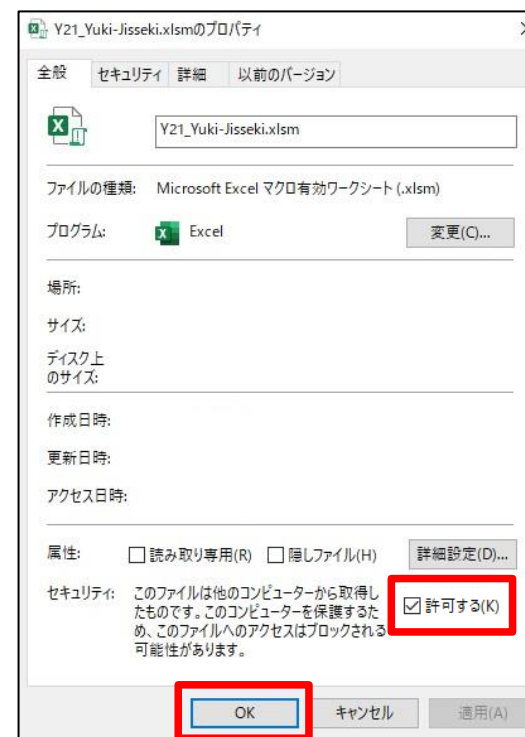 Y21_Yuki-Jisseki.xlsmのプロパティ
全般 セキュリティ 詳細 以前のバージョン
Y21_Yuki-Jisseki.xlsm
ファイルの種類: Microsoft Excel マクロ有効ワークシート (.xlsm)
プログラム: Excel 変更(C)...
場所:
サイズ:
ディスク上
のサイズ:
作成日時:
更新日時:
アクセス日時:
属性: 読み取り専用(R) 隠しファイル(H) 詳細設定(D)...
セキュリティ: このファイルは他のコンピューターから取得し
たものです。このコンピューターを保護するた
め、このファイルへのアクセスはブロックされる
可能性があります。
許可する(K)
OK キャンセル 適用(A)